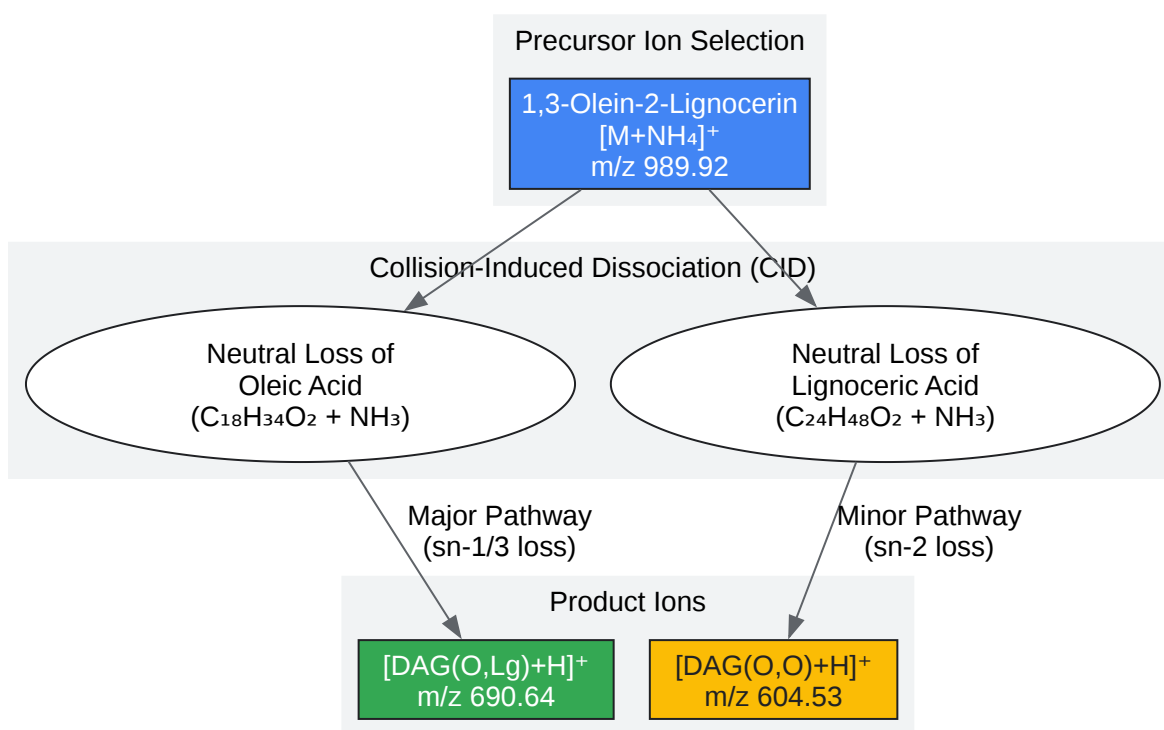 Precursor Ion Selection
1,3-Olein-2-Lignocerin
[M+NH₄]⁺
m/z 989.92
Collision-Induced Dissociation (CID)
Neutral Loss of
Oleic Acid
(C₁₈H₃₄O₂ + NH₃)
Neutral Loss of
Lignoceric Acid
(C₂₄H₄₈O₂ + NH₃)
Major Pathway
(sn-1/3 loss)
Minor Pathway
(sn-2 loss)
Product Ions
[DAG(O,Lg)+H]⁺
m/z 690.64
[DAG(O,O)+H]⁺
m/z 604.53